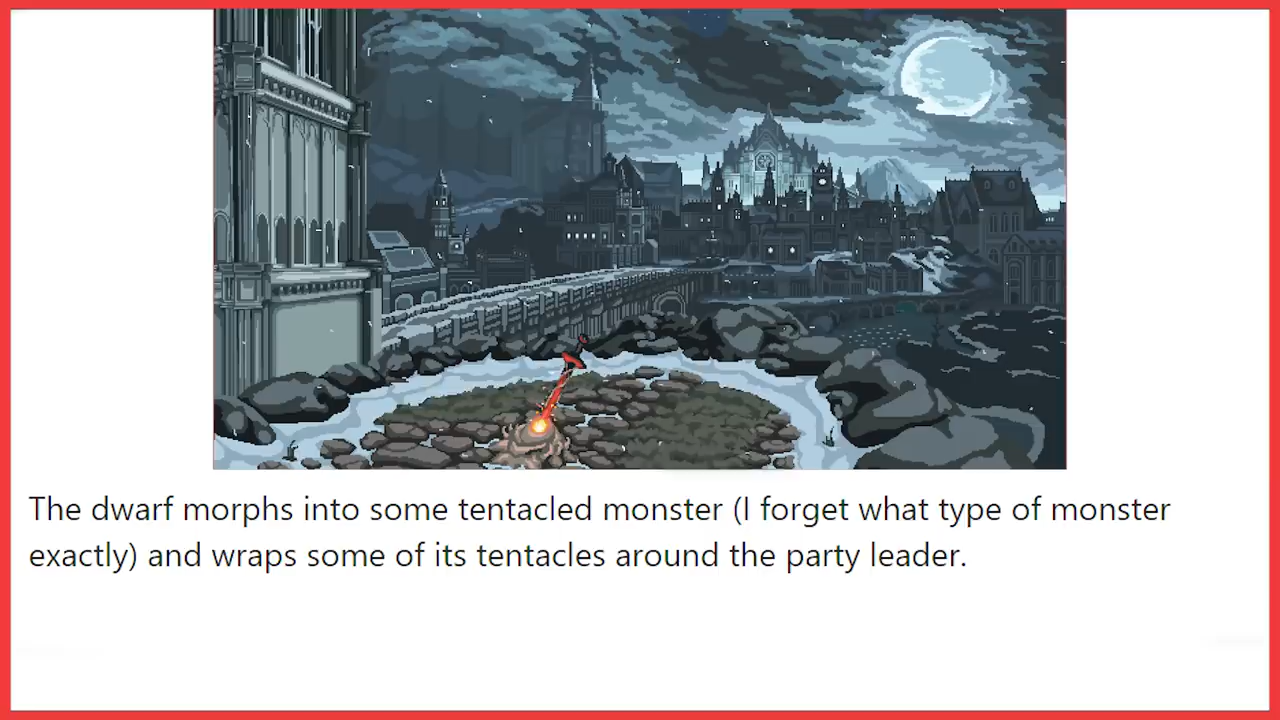 The dwarf morphs into some tentacled monster (I forget what type of monster
exactly) and wraps some of its tentacles around the party leader.